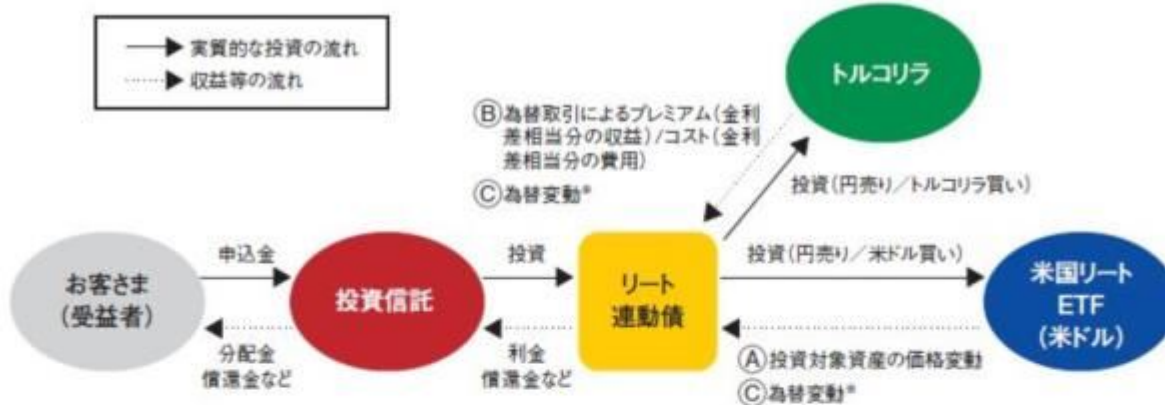 実質的な投資の流れ
収益等の流れ
トルコリラ
Ⓑ為替取引によるプレミアム(金利
差相当分の収益)/コスト(金利
差相当分の費用)
Ⓒ為替変動*
投資(円売り/トルコリラ買い)
お客さま
(受益者)
申込金
分配金
償還金など
投資信託
投資
利金
償還金など
リート
連動債
投資(円売り/米ドル買い)
Ⓐ投資対象資産の価格変動
Ⓒ為替変動*
米国リート
ETF
(米ドル)